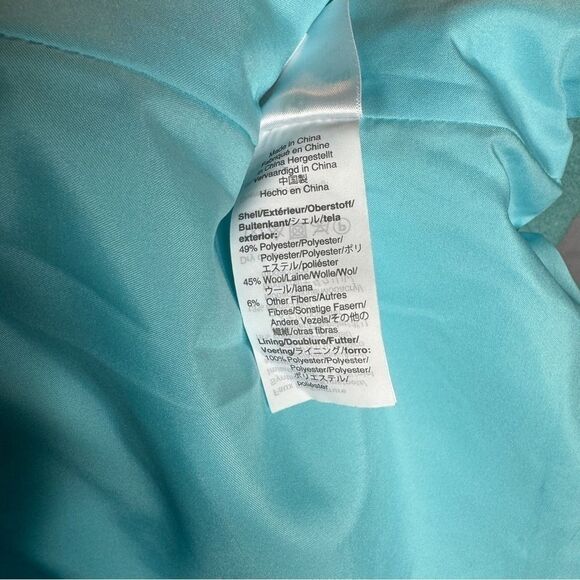 Made in China
Fabriqué en Chine
In China Hergestellt
Vervaardigd in China
中国製
Hecho en China
Shell/Extérieur/Oberstoff/
Buitenkant/シェル/tela
exterior:
49% Polyester/Polyester/
Polyester/Polyester/ポリ
エステル/poliéster
45% Wool/Laine/Wolle/Wol/
ウール/lana
6% Other Fibers/Autres
Fibres/Sonstige Fasern/
Andere Vezels/その他の
繊維/otras fibras
Lining/Doublure/Futter/
Voering/ライニング/forro:
100% Polyester/Polyester/
Polyester/Polyester/
ポリエステル/
poliéster